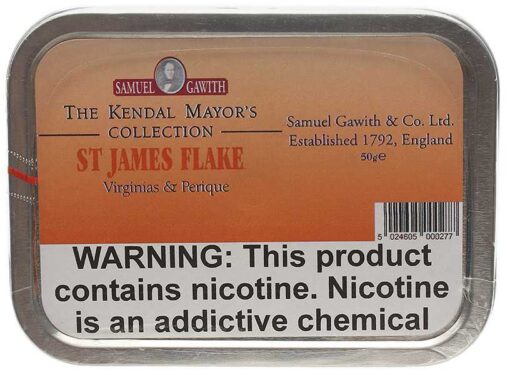 SAMUEL GAWITH
THE KENDAL MAYOR'S
COLLECTION
ST JAMES FLAKE
Virginias & Perique
Samuel Gawith & Co. Ltd.
Established 1792, England
50g℮
5 024605 000277
WARNING: This product
contains nicotine. Nicotine
is an addictive chemical